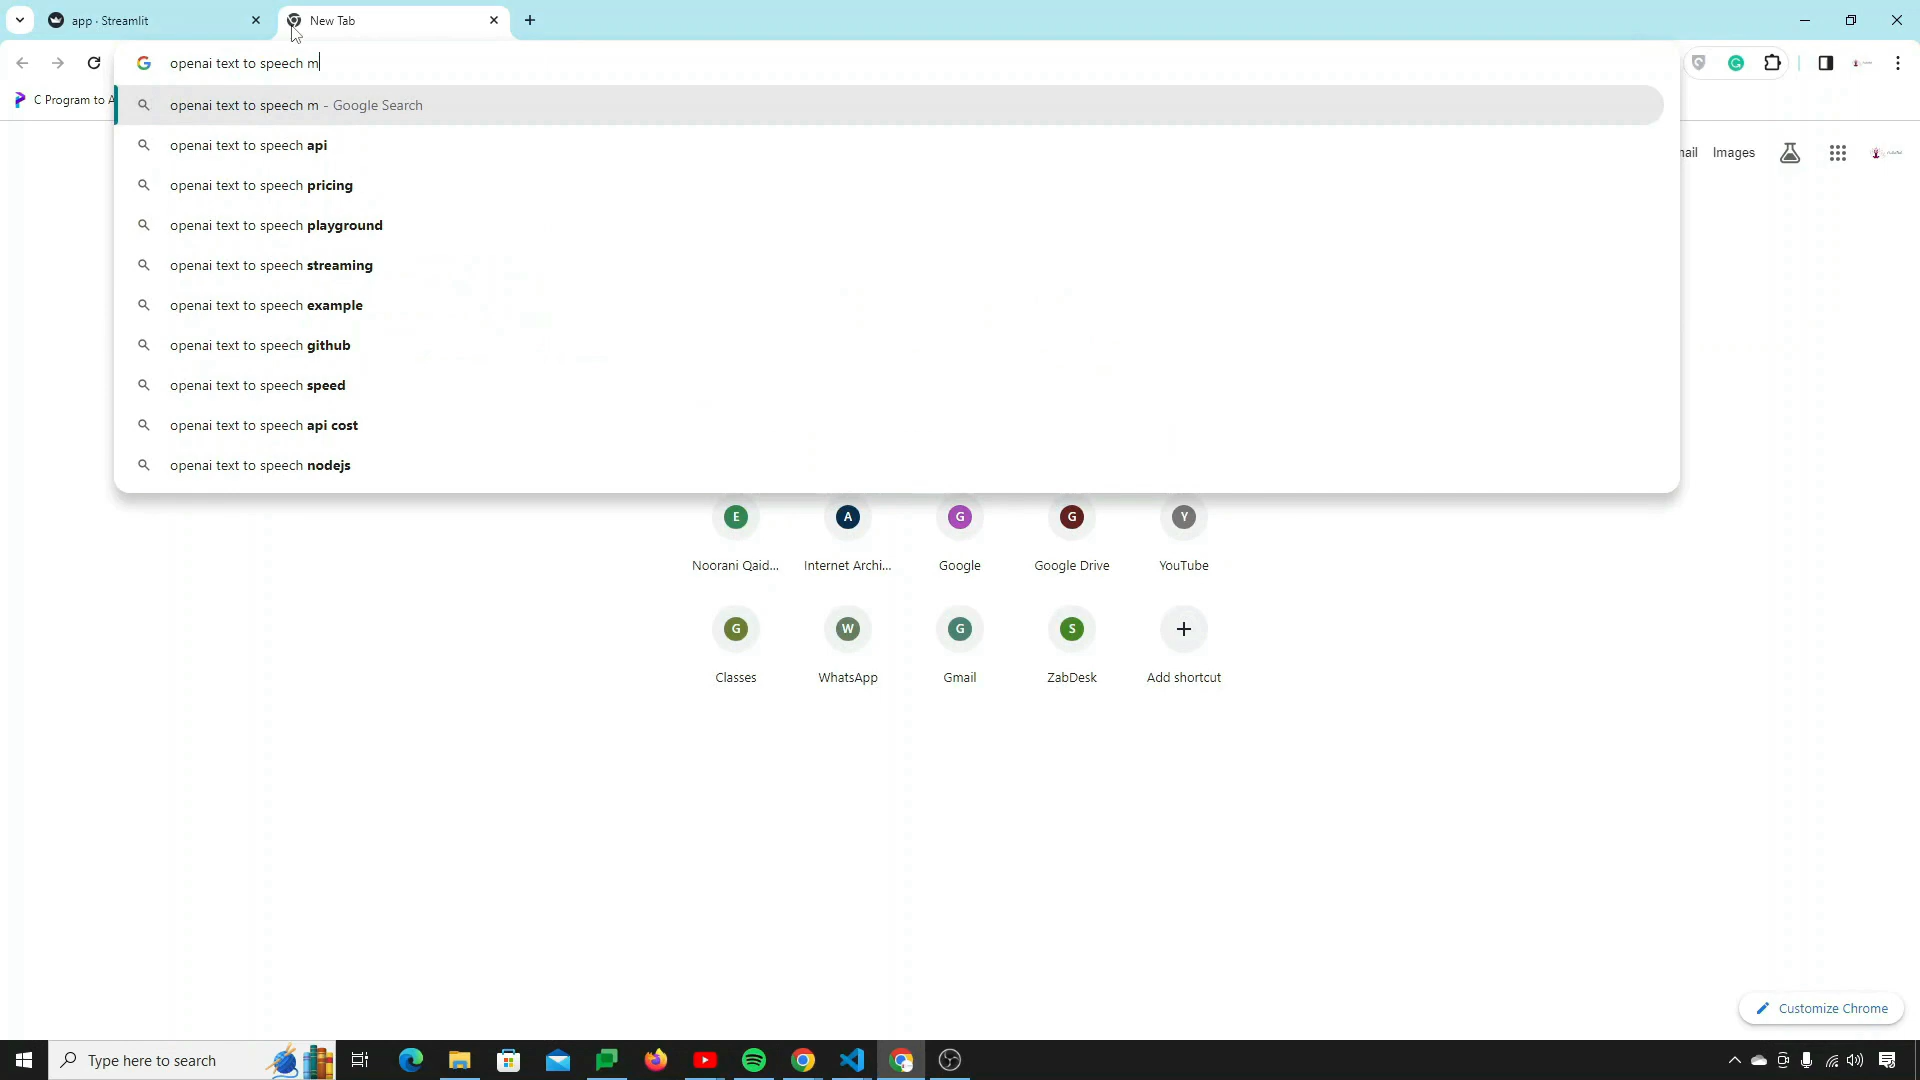 app · Streamlit
New Tab
openai text to speech m
C Program to A
openai text to speech m - Google Search
openai text to speech api
openai text to speech pricing
openai text to speech playground
openai text to speech streaming
openai text to speech example
openai text to speech github
openai text to speech speed
openai text to speech api cost
openai text to speech nodejs
Images
E
A
G
G
Y
Noorani Qaid...
Internet Archi...
Google
Google Drive
YouTube
G
W
G
S
Classes
WhatsApp
Gmail
ZabDesk
Add shortcut
Customize Chrome
Type here to search